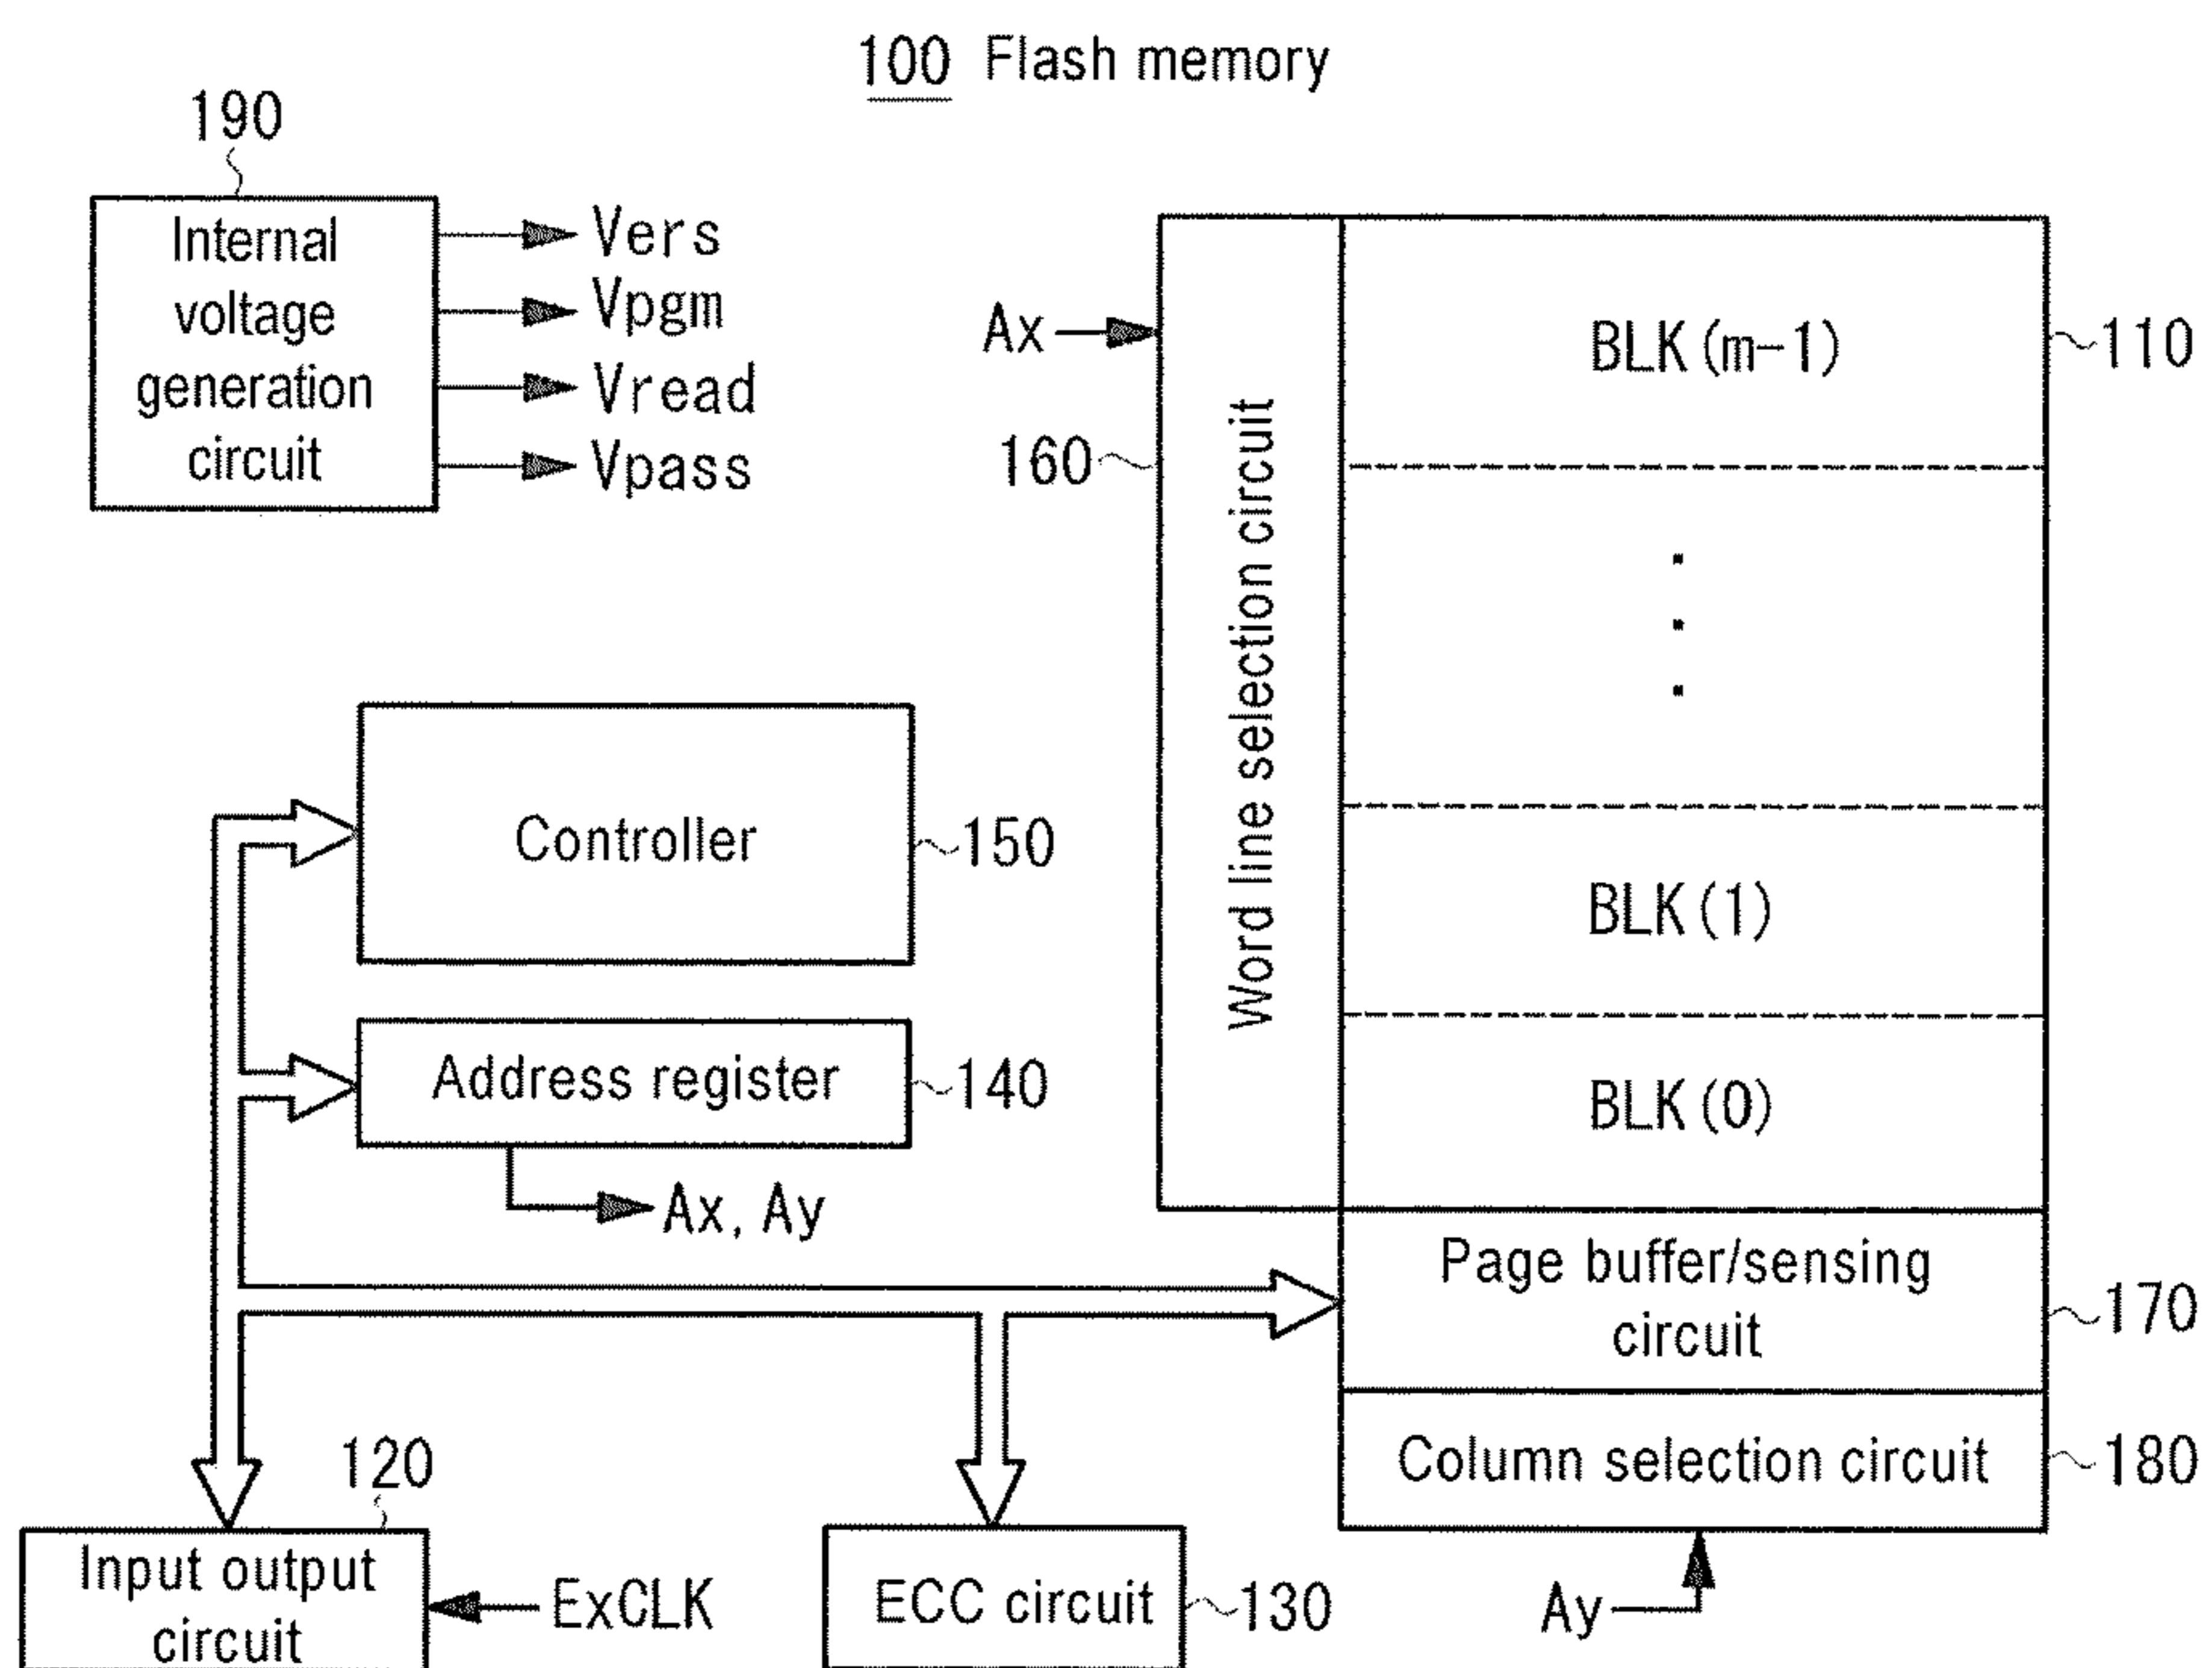 100 Flash memory
190
Internal
voltage
generation
circuit
Vers
Vpgm
Vread
Vpass
Ax
160
Word line selection circuit
BLK(m-1)
110
BLK(1)
BLK(0)
Controller
150
Address register
140
Ax, Ay
Page buffer/sensing
circuit
170
Column selection circuit
180
Ay
120
Input output
circuit
ExCLK
ECC circuit
130